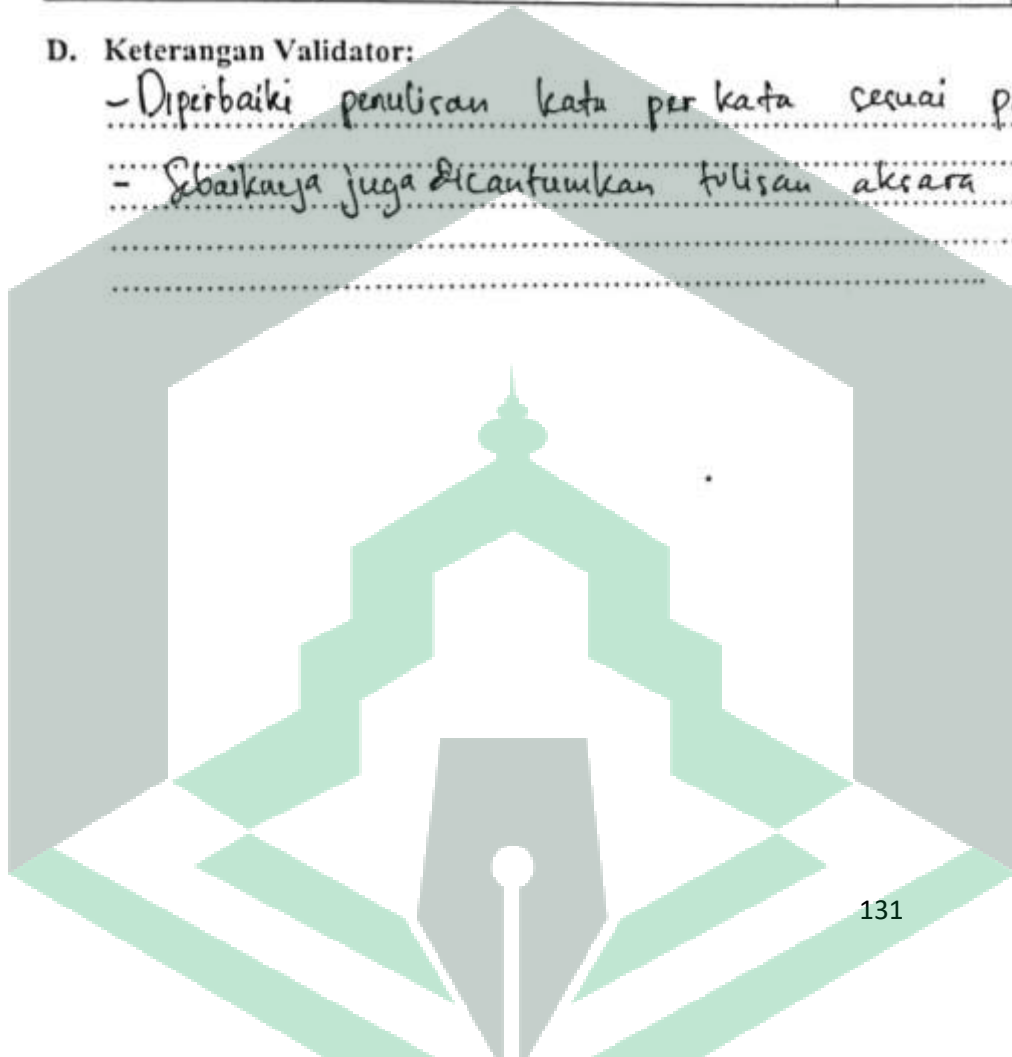 D. Keterangan Validator:
- Diperbaiki penulisan kata per kata sesuai p
- Sebaiknya juga dicantumkan tulisan aksara
131